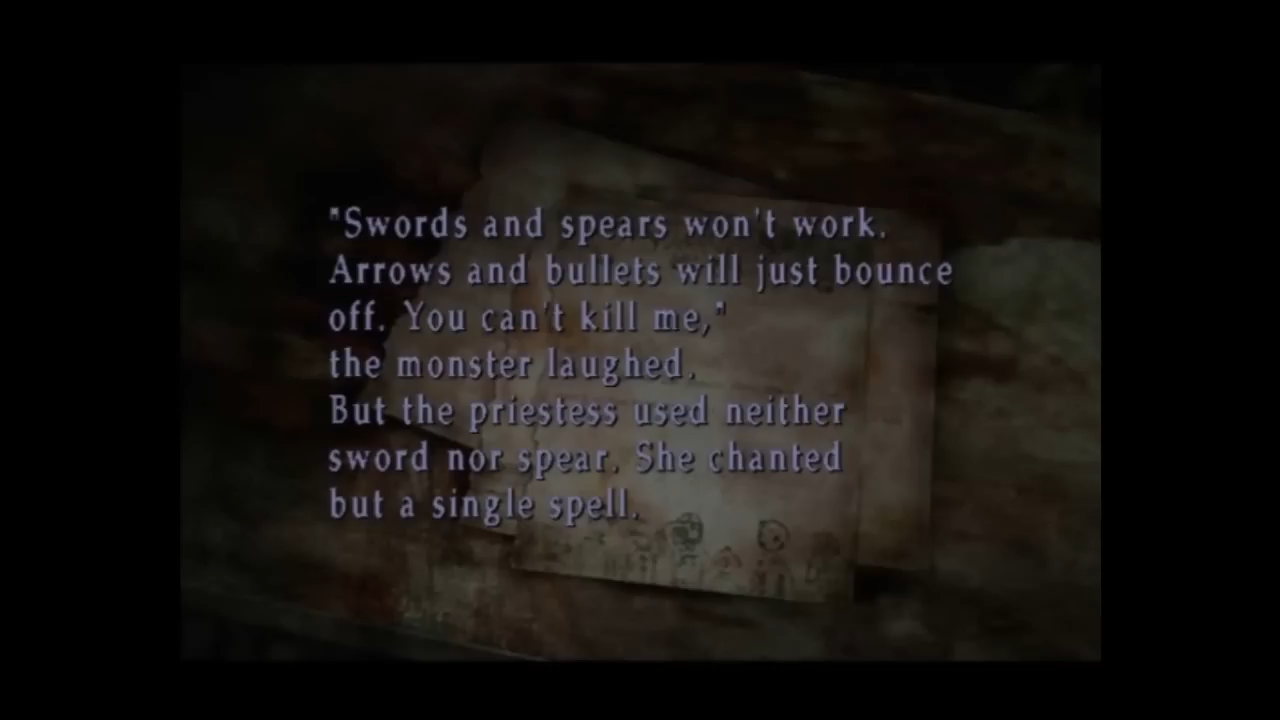 "Swords and spears won't work.
Arrows and bullets will just bounce
off. You can't kill me,"
the monster laughed.
But the priestess used neither
sword nor spear. She chanted
but a single spell.